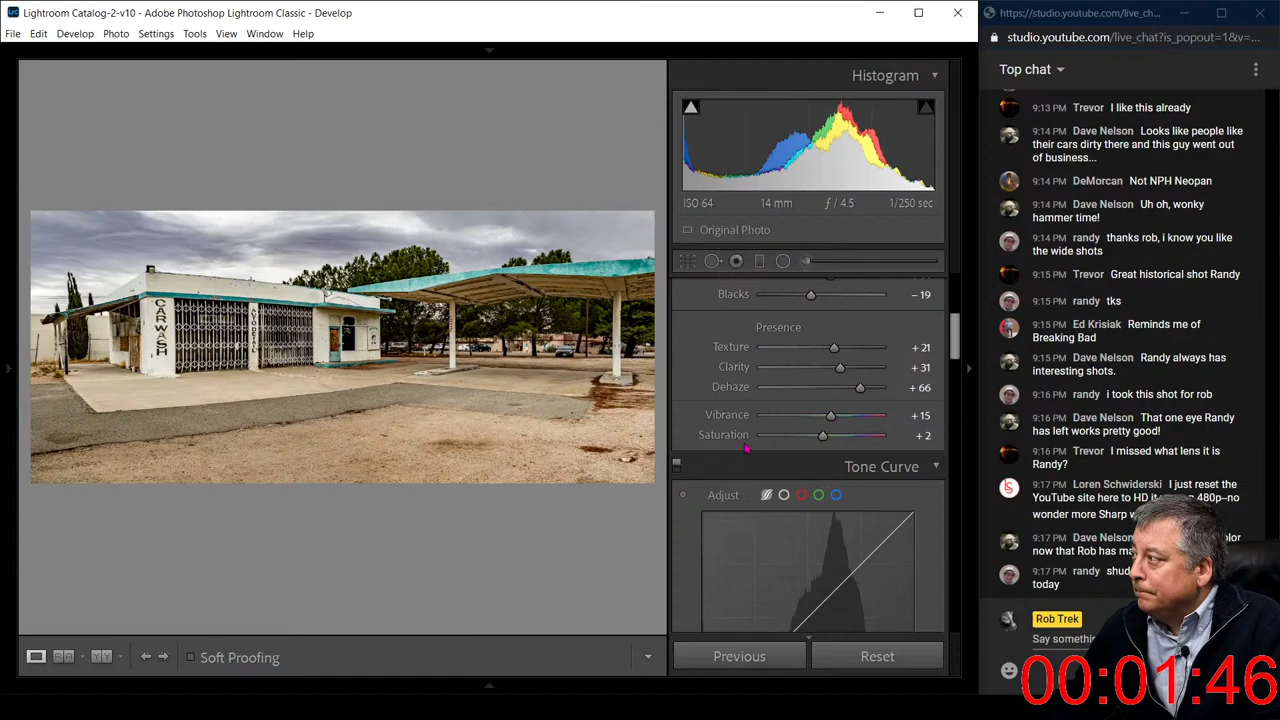 Lightroom Catalog-2-v10 - Adobe Photoshop Lightroom Classic - Develop
File Edit Develop Photo Settings Tools View Window Help
Histogram
ISO 64 14 mm ƒ / 4.5 1/250 sec
Original Photo
Blacks – 19
Presence
Texture + 21
Clarity + 31
Dehaze + 66
Vibrance + 15
Saturation + 2
Tone Curve
Adjust :
Previous Reset
Soft Proofing
CAR WASH
https://studio.youtube.com/live_c...
studio.youtube.com/live_chat?is_popout=1&v=...
Top chat
9:13 PM Trevor I like this already
9:14 PM Dave Nelson Looks like people like
their cars dirty there and this guy went out
of business...
9:14 PM DeMorcan Not NPH Neopan
9:14 PM Dave Nelson Uh oh, wonky
hammer time!
9:14 PM randy thanks rob, i know you like
the wide shots
9:15 PM Trevor Great historical shot Randy
9:15 PM randy tks
9:15 PM Ed Krisiak Reminds me of
Breaking Bad
9:15 PM Dave Nelson Randy always has
interesting shots.
9:16 PM randy i took this shot for rob
9:16 PM Dave Nelson That one eye Randy
has left works pretty good!
9:16 PM Trevor I missed what lens it is
Randy?
9:17 PM Loren Schwiderski I just reset the
YouTube site here to HD it 480p--no
wonder more Sharp
9:17 PM Dave Nelson color
now that Rob has
9:17 PM randy
today
Rob Trek
Say
00:01:46